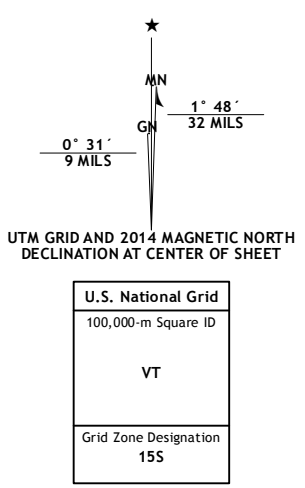 ★
MN
1° 48´
32 MILS
GN
0° 31´
9 MILS
UTM GRID AND 2014 MAGNETIC NORTH
DECLINATION AT CENTER OF SHEET
U.S. National Grid
100,000-m Square ID
VT
Grid Zone Designation
15S